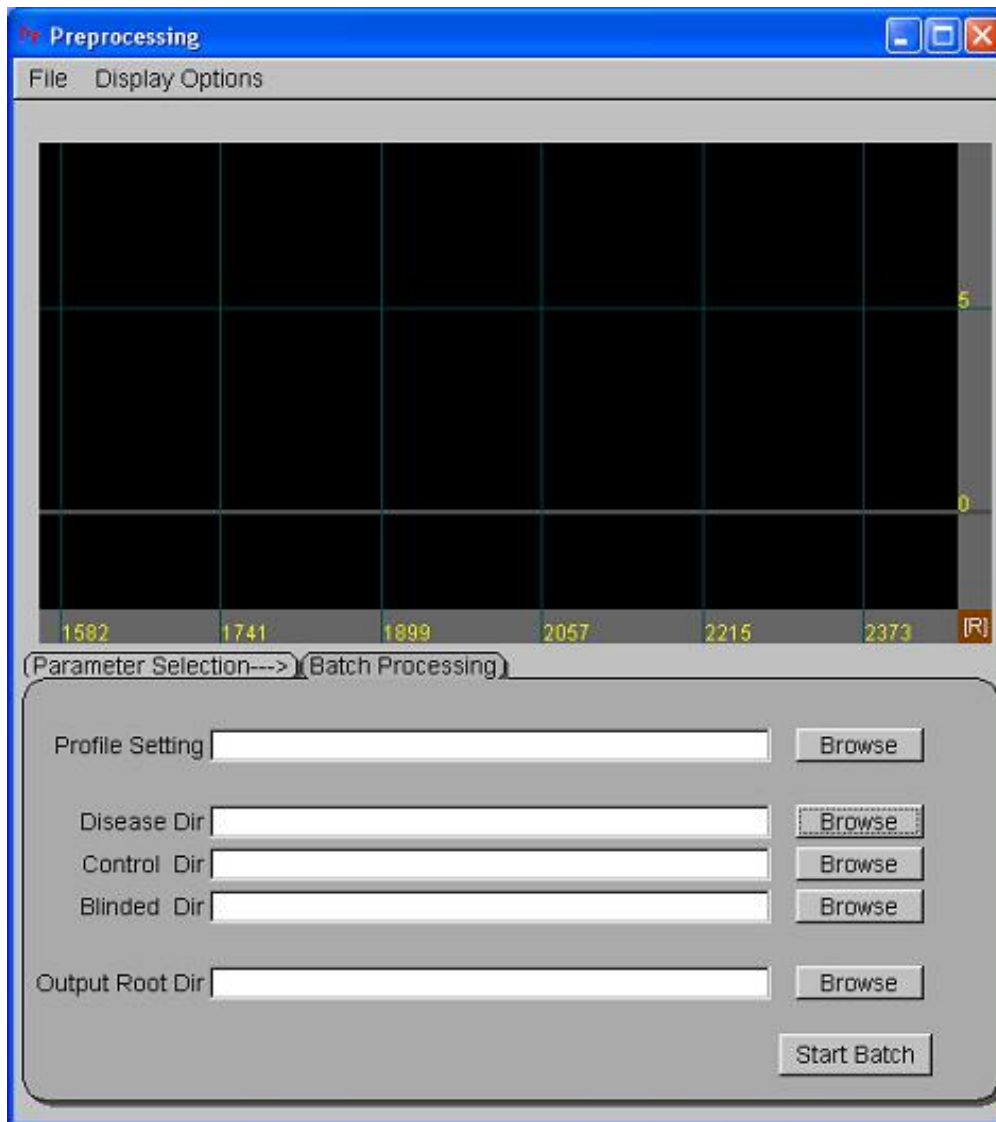 Preprocessing
File Display Options
5
0
1582 1741 1899 2057 2215 2373 [R]
(Parameter Selection---> (Batch Processing)
Profile Setting Browse
Disease Dir Browse
Control Dir Browse
Blinded Dir Browse
Output Root Dir Browse
Start Batch